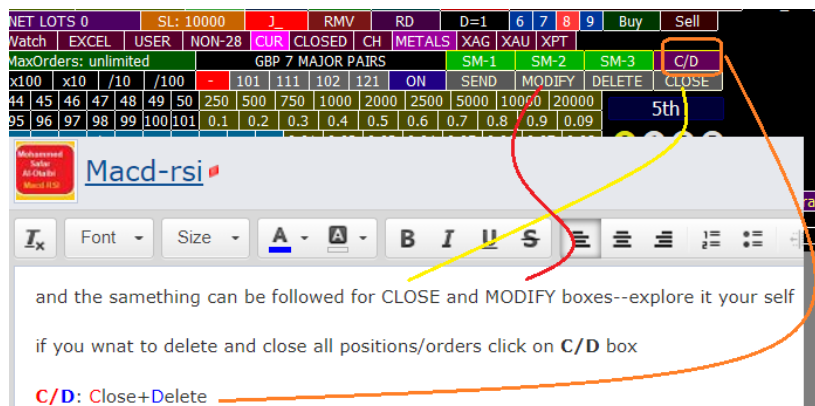 NET LOTS 0 SL: 10000 J_ RMV RD D=1 6 7 8 9 Buy Sell
Watch EXCEL USER NON-28 CUR CLOSED CH METALS XAG XAU XPT
MaxOrders: unlimited GBP 7 MAJOR PAIRS SM-1 SM-2 SM-3 C/D
x100 x10 /10 /100 - 101 111 102 121 ON SEND MODIFY DELETE CLOSE
44 45 46 47 48 49 50 250 500 750 1000 2000 2500 5000 10000 20000 5th
95 96 97 98 99 100 101 0.1 0.2 0.3 0.4 0.5 0.6 0.7 0.8 0.9 0.09
Mohammed
Safar
Al-Otaibi
Macd RSI
Macd-rsi
Tx Font Size A A B I U S
and the samething can be followed for CLOSE and MODIFY boxes--explore it your self
if you wnat to delete and close all positions/orders click on C/D box
C/D: Close+Delete